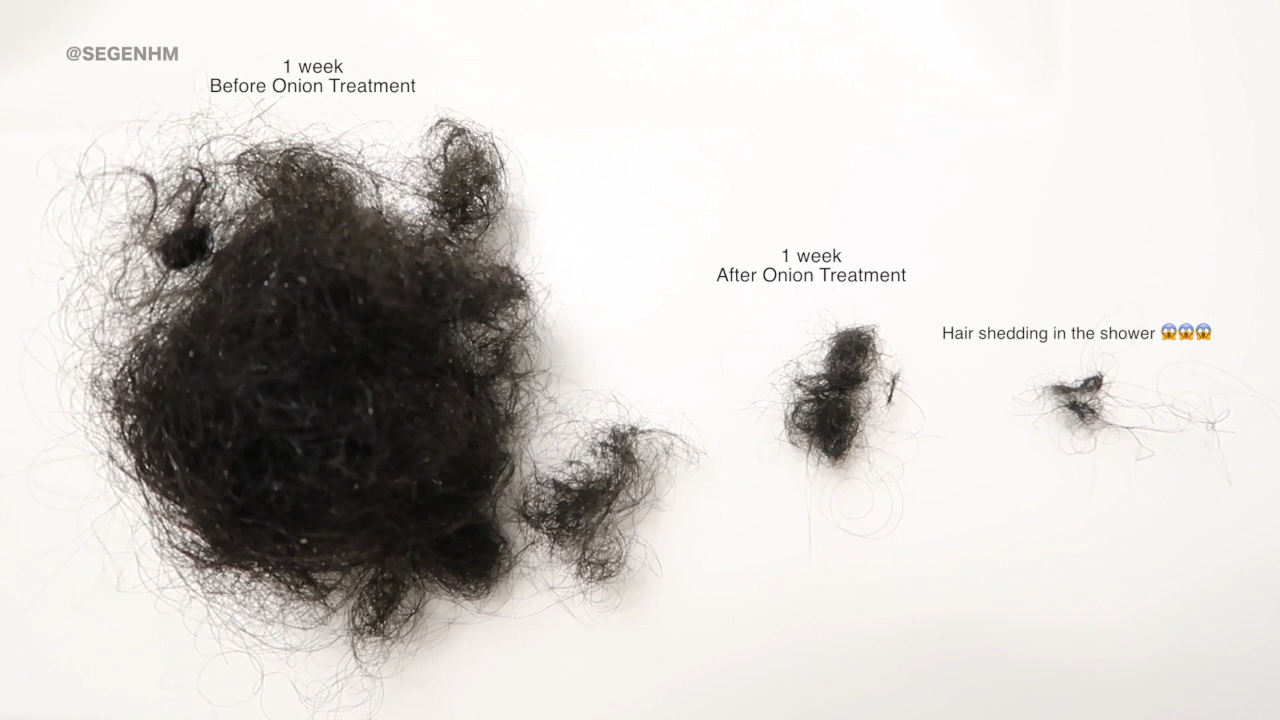 @SEGENHM
1 week
Before Onion Treatment
1 week
After Onion Treatment
Hair shedding in the shower 😱😱😱